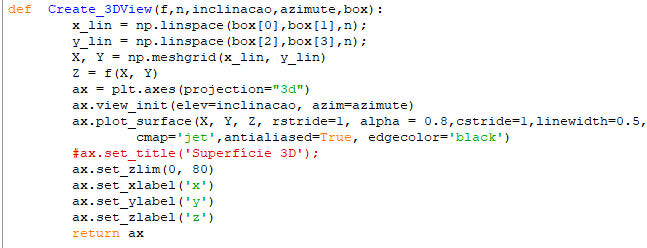 def  Create_3DView(f,n,inclinacao,azimute,box):
        x_lin = np.linspace(box[0],box[1],n);
        y_lin = np.linspace(box[2],box[3],n);
        X, Y = np.meshgrid(x_lin, y_lin)
        Z = f(X, Y)
        ax = plt.axes(projection="3d")
        ax.view_init(elev=inclinacao, azim=azimute)
        ax.plot_surface(X, Y, Z, rstride=1, alpha = 0.8,cstride=1,linewidth=0.5,
                cmap='jet',antialiased=True, edgecolor='black')
        #ax.set_title('Superfície 3D');
        ax.set_zlim(0, 80)
        ax.set_xlabel('x')
        ax.set_ylabel('y')
        ax.set_zlabel('z')
        return ax